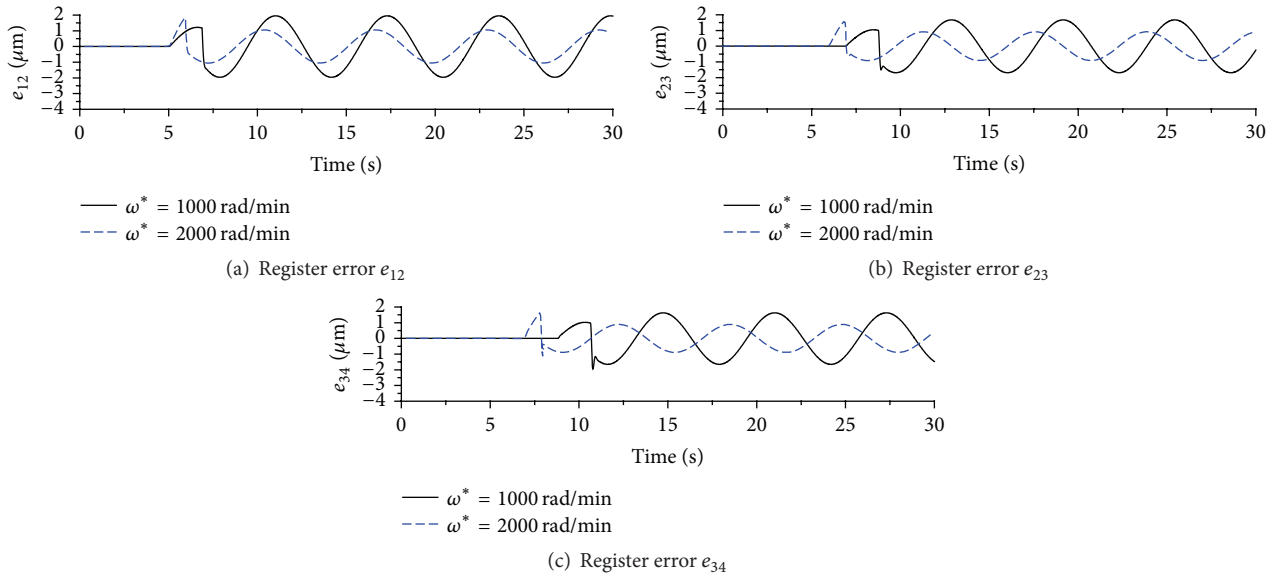 2
1
0
−1
−2
−3
−4
e12 (μm)
0 5 10 15 20 25 30
Time (s)
ω* = 1000 rad/min
ω* = 2000 rad/min
(a) Register error e12
2
1
0
−1
−2
−3
−4
e23 (μm)
0 5 10 15 20 25 30
Time (s)
ω* = 1000 rad/min
ω* = 2000 rad/min
(b) Register error e23
2
1
0
−1
−2
−3
−4
e34 (μm)
0 5 10 15 20 25 30
Time (s)
ω* = 1000 rad/min
ω* = 2000 rad/min
(c) Register error e34